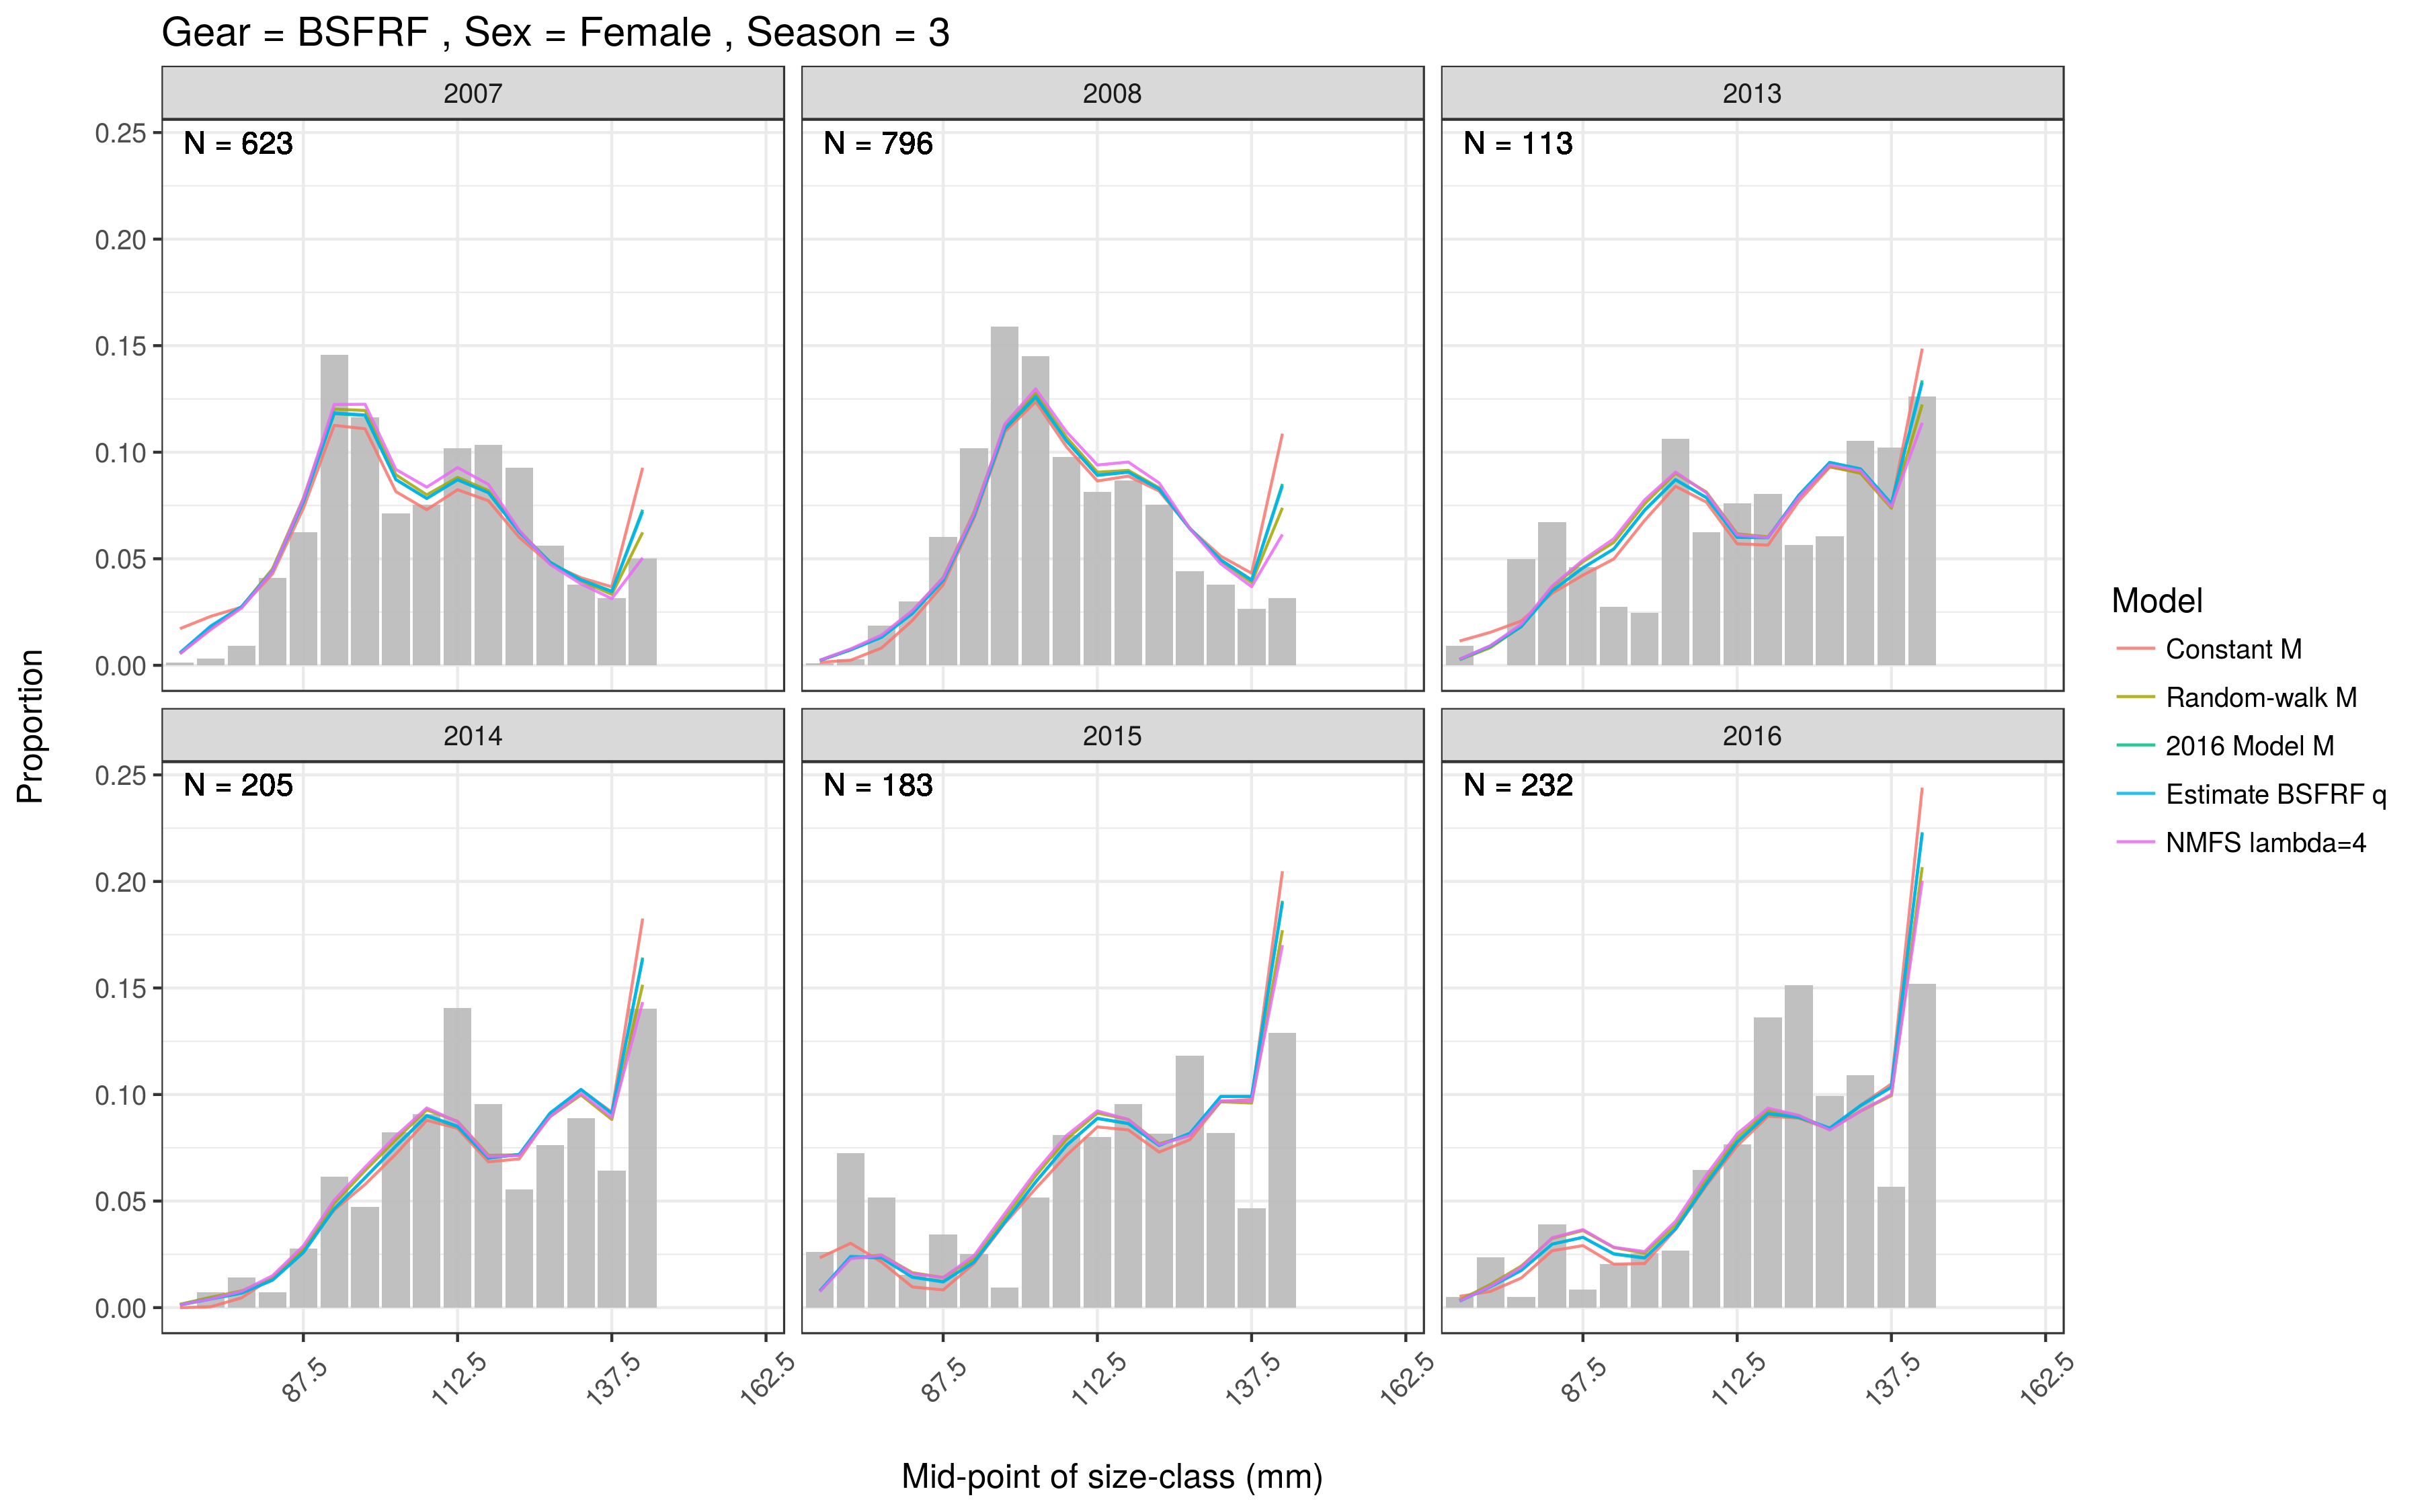 Gear = BSFRF , Sex = Female , Season = 3
2007
2008
2013
N = 623
N = 796
N = 113
0.25
0.20
0.15
0.10
0.05
0.00
2014
2015
2016
N = 205
N = 183
N = 232
0.25
0.20
0.15
0.10
0.05
0.00
87.5
112.5
137.5
162.5
87.5
112.5
137.5
162.5
87.5
112.5
137.5
162.5
Proportion
Mid-point of size-class (mm)
Model
Constant M
Random-walk M
2016 Model M
Estimate BSFRF q
NMFS lambda=4